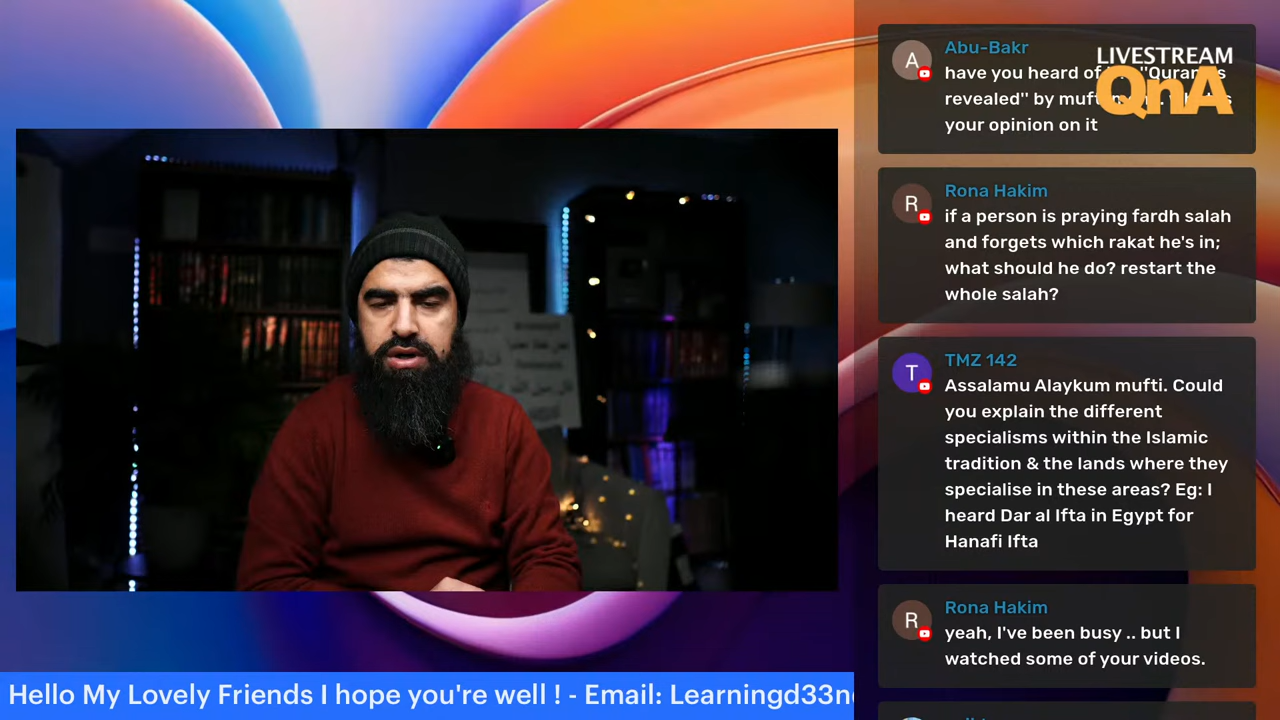 Abu-Bakr
have you heard of "Quran is
revealed" by your opinion on it
LIVESTREAM
QnA
Rona Hakim
if a person is praying fardh salah
and forgets which rakat he's in;
what should he do? restart the
whole salah?
TMZ 142
Assalamu Alaykum mufti. Could
you explain the different
specialisms within the Islamic
tradition & the lands where they
specialise in these areas? Eg: I
heard Dar al Ifta in Egypt for
Hanafi Ifta
Rona Hakim
yeah, I've been busy .. but I
watched some of your videos.
Hello My Lovely Friends I hope you're well ! - Email: Learningd33n